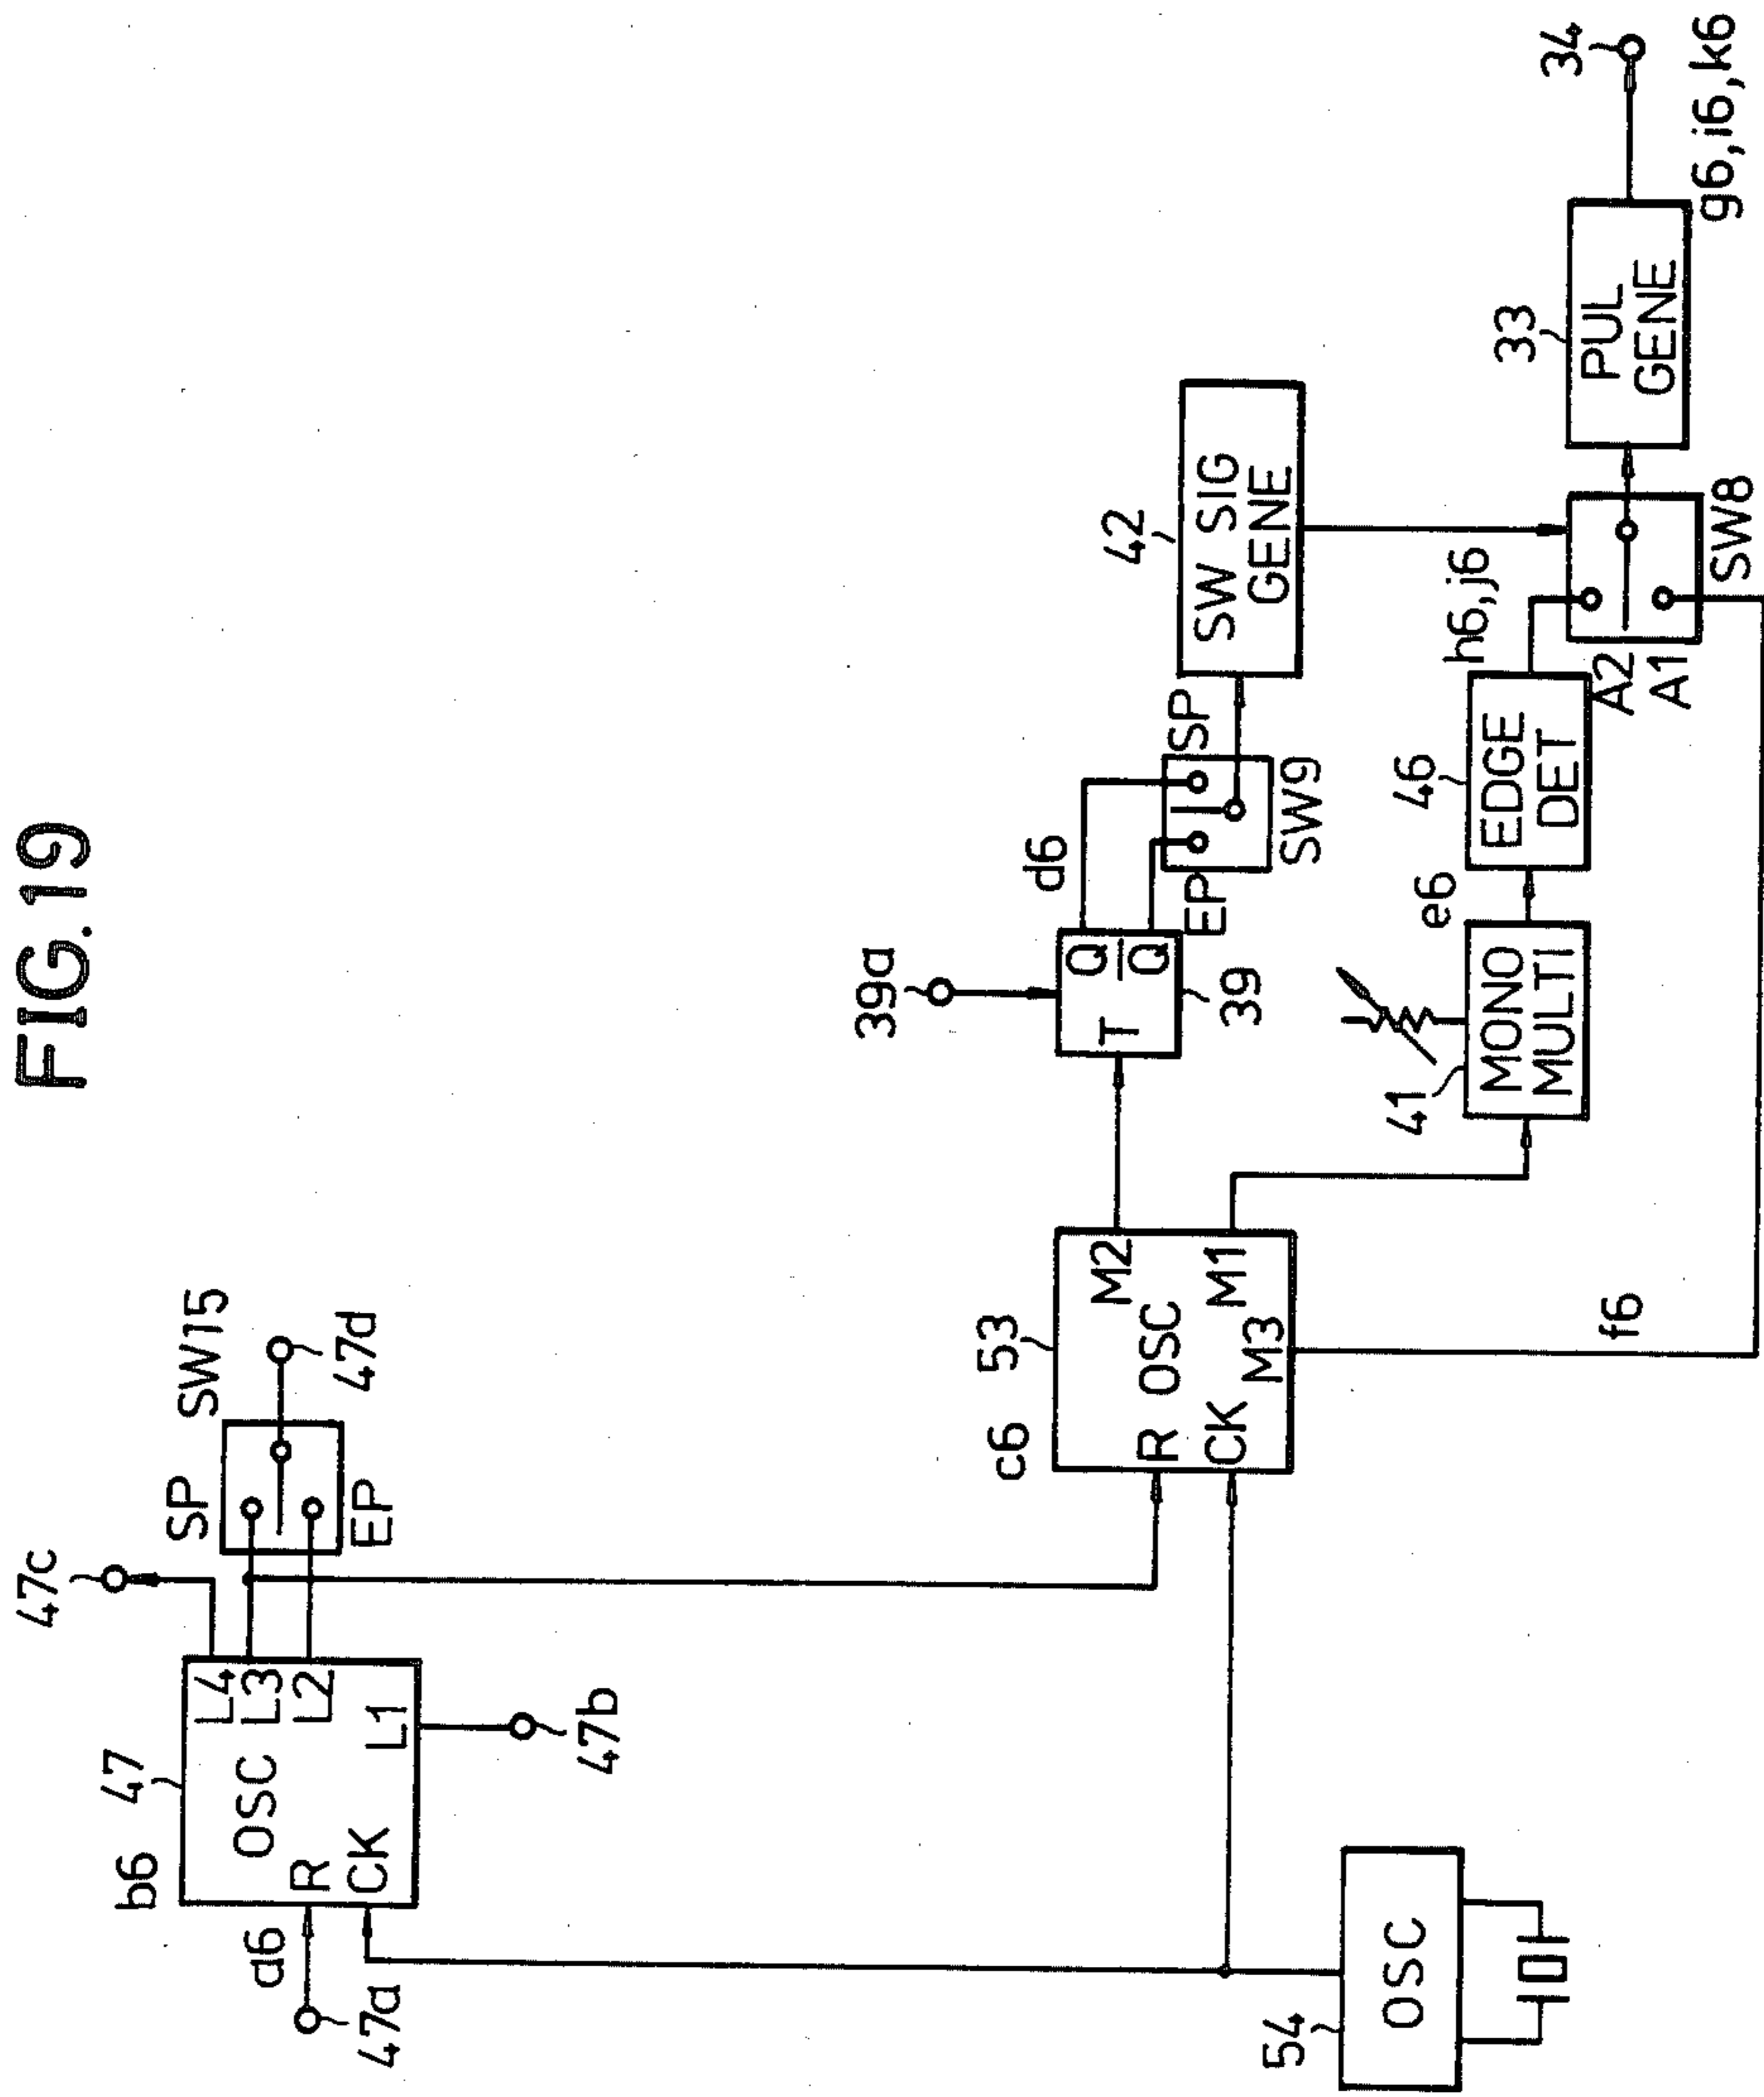 FIG.19
47c
SP
SW15
47
b6
L4
L3
L2
L1
OSC
R
CK
47d
EP
a6
47a
47b
39a
d6
T
Q
Q̅
39
EP
SP
SW9
42
SW SIG
GENE
53
c6
M2
R OSC
M1
CK
M3
f6
41
MONO
MULTI
e6
46
EDGE
DET
h6,j6
A2
A1
SW8
33
PUL
GENE
34
g6,i6,k6
54
OSC